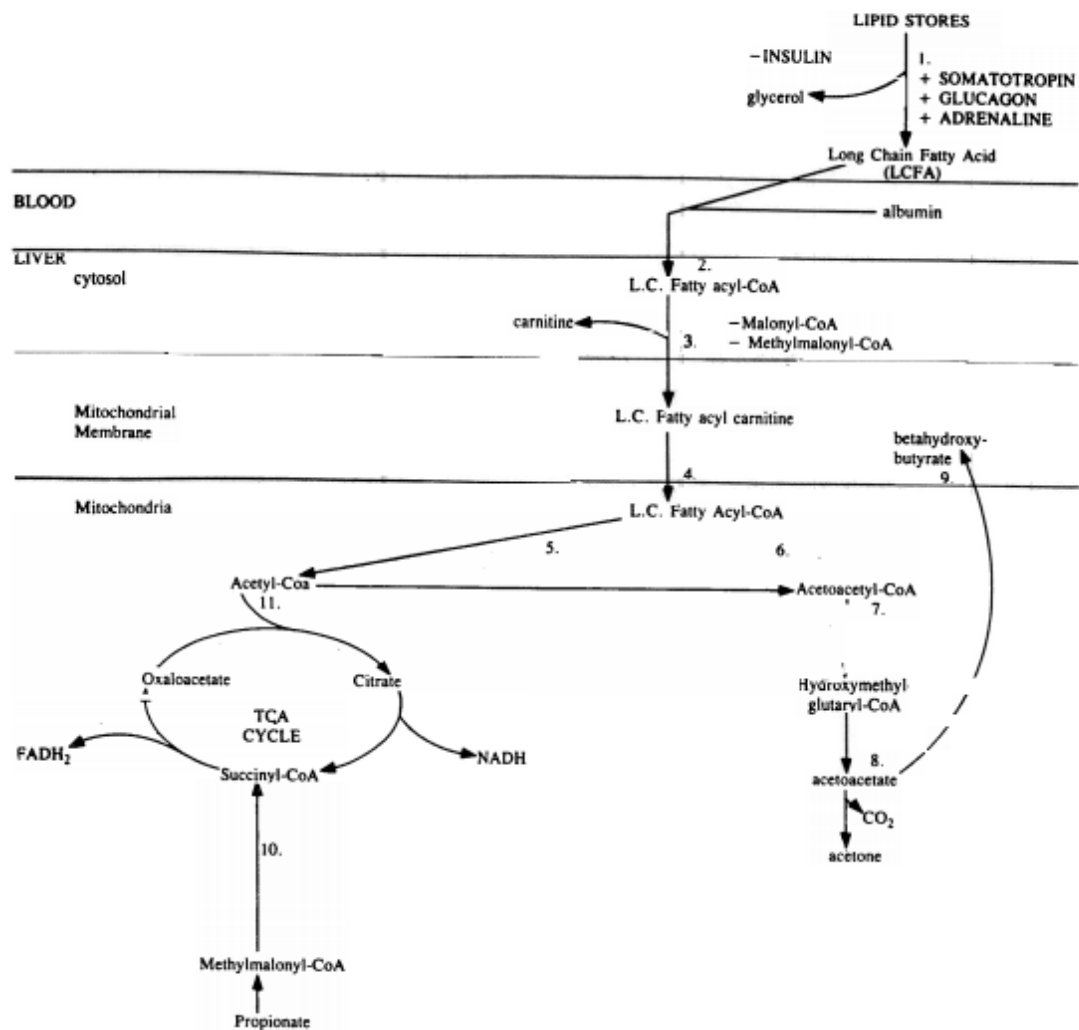 LIPID STORES
1.
−INSULIN
+ SOMATOTROPIN
glycerol
+ GLUCAGON
+ ADRENALINE
Long Chain Fatty Acid
(LCFA)
BLOOD
albumin
LIVER
cytosol
2.
L.C. Fatty acyl-CoA
carnitine
−Malonyl-CoA
3.
− Methylmalonyl-CoA
Mitochondrial
Membrane
L.C. Fatty acyl carnitine
betahydroxy-
butyrate
4.
9.
Mitochondria
L.C. Fatty Acyl-CoA
5.
6.
Acetyl-Coa
Acetoacetyl-CoA
11.
7.
Oxaloacetate
Citrate
Hydroxymethyl-
glutaryl-CoA
TCA
CYCLE
FADH₂
NADH
Succinyl-CoA
8.
acetoacetate
CO₂
acetone
10.
Methylmalonyl-CoA
Propionate